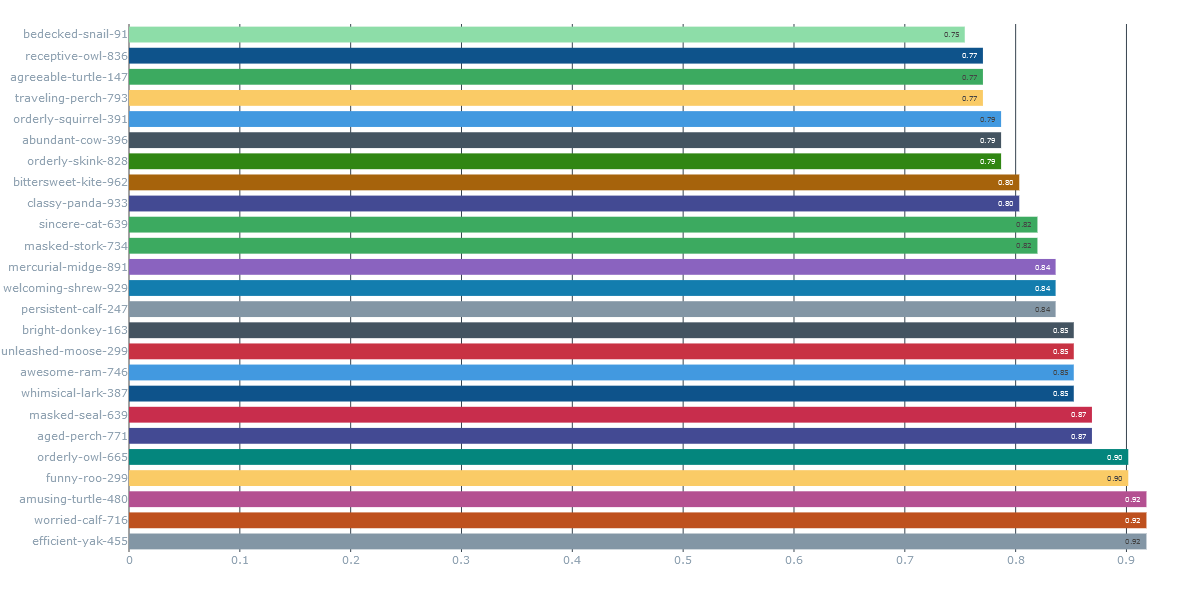 bedecked-snail-91 0.75
receptive-owl-836 0.77
agreeable-turtle-147 0.77
traveling-perch-793 0.77
orderly-squirrel-391 0.79
abundant-cow-396 0.79
orderly-skink-828 0.79
bittersweet-kite-962 0.80
classy-panda-933 0.80
sincere-cat-639 0.82
masked-stork-734 0.82
mercurial-midge-891 0.84
welcoming-shrew-929 0.84
persistent-calf-247 0.84
bright-donkey-163 0.85
unleashed-moose-299 0.85
awesome-ram-746 0.85
whimsical-lark-387 0.85
masked-seal-639 0.87
aged-perch-771 0.87
orderly-owl-665 0.90
funny-roo-299 0.90
amusing-turtle-480 0.92
worried-calf-716 0.92
efficient-yak-455 0.92
0 0.1 0.2 0.3 0.4 0.5 0.6 0.7 0.8 0.9